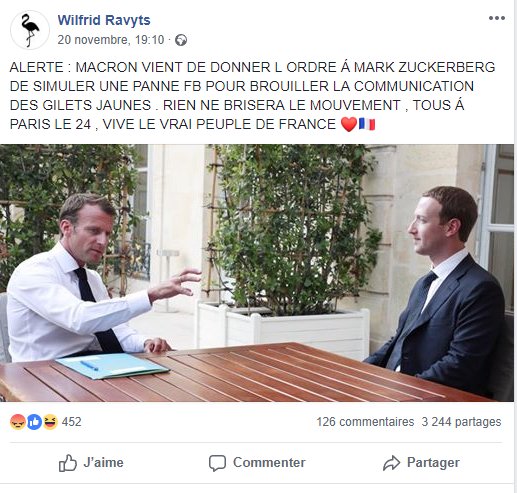 Wilfrid Ravyts
20 novembre, 19:10 ·
ALERTE : MACRON VIENT DE DONNER L ORDRE Á MARK ZUCKERBERG
DE SIMULER UNE PANNE FB POUR BROUILLER LA COMMUNICATION
DES GILETS JAUNES . RIEN NE BRISERA LE MOUVEMENT , TOUS Á
PARIS LE 24 , VIVE LE VRAI PEUPLE DE FRANCE ❤️🇫🇷
452
126 commentaires 3 244 partages
J’aime Commenter Partager